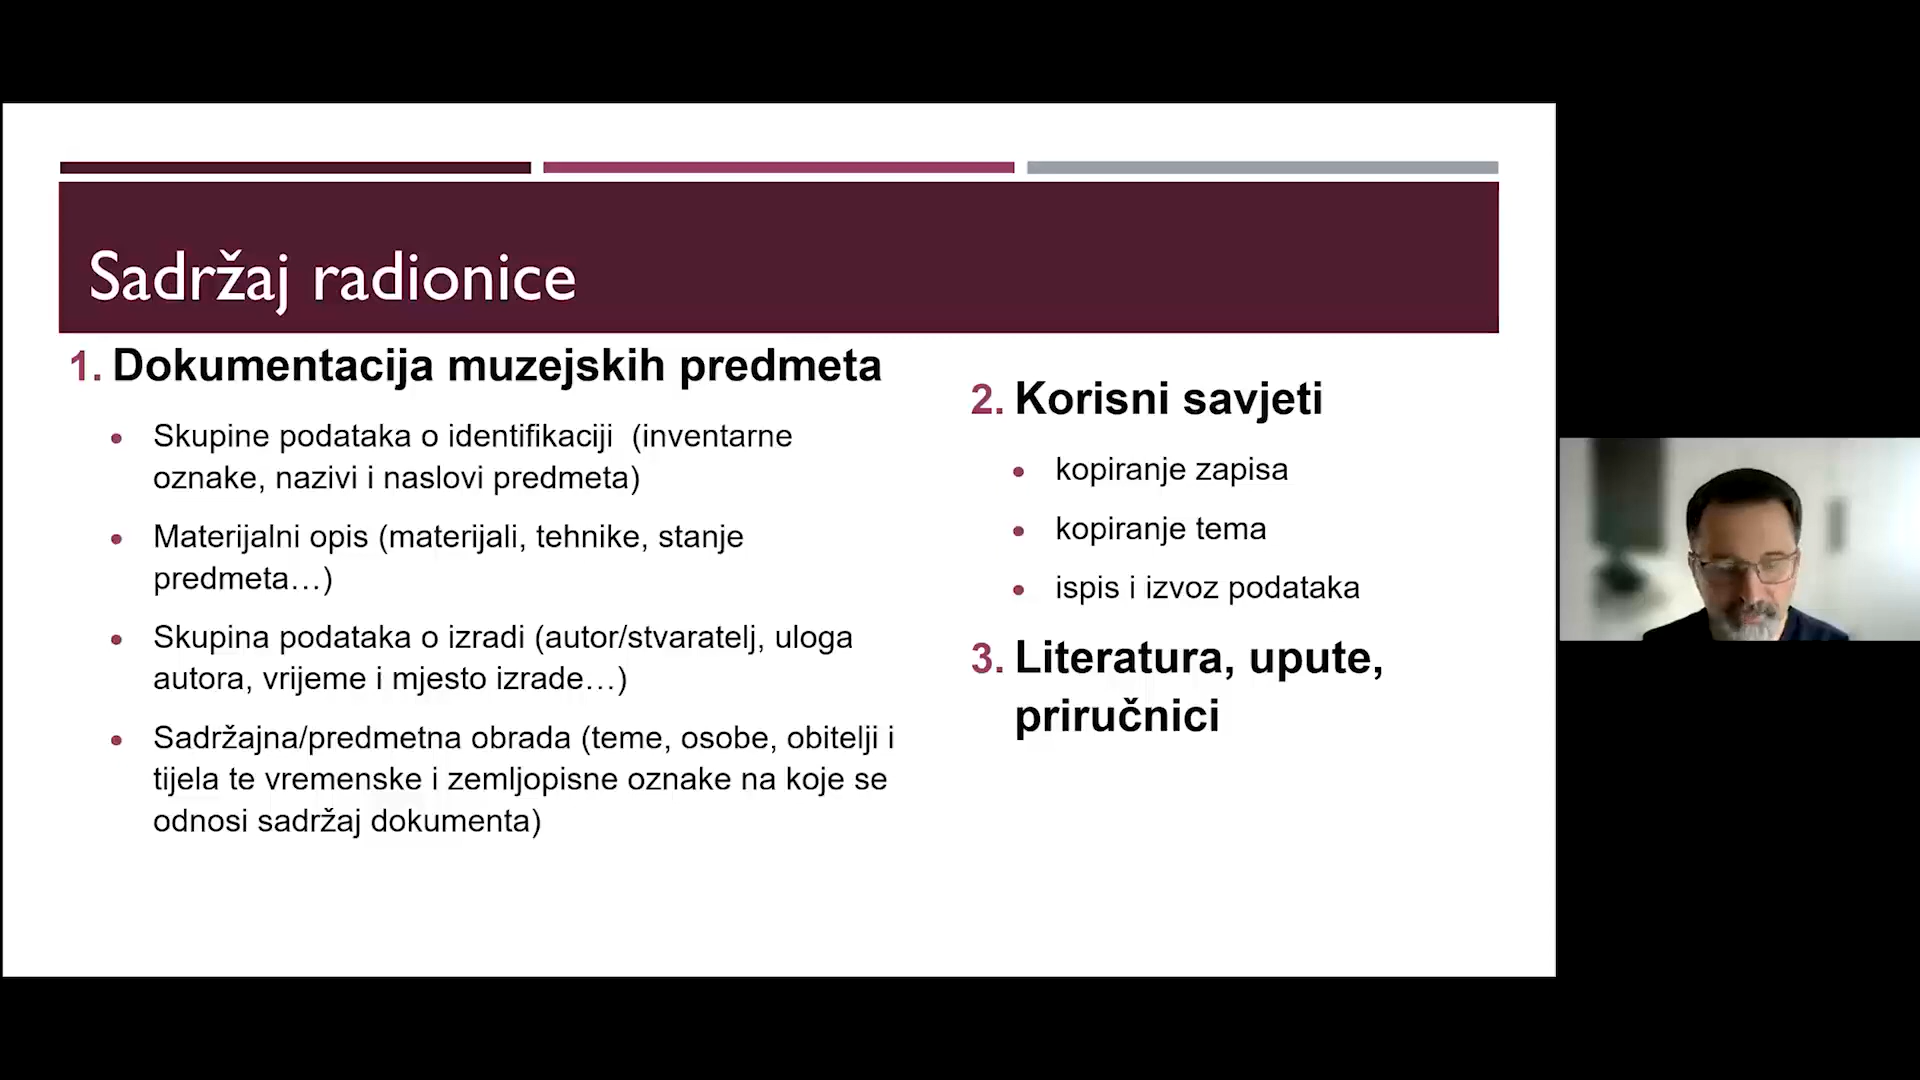 Sadržaj radionice
1. Dokumentacija muzejskih predmeta
• Skupine podataka o identifikaciji  (inventarne
oznake, nazivi i naslovi predmeta)
• Materijalni opis (materijali, tehnike, stanje
predmeta…)
• Skupina podataka o izradi (autor/stvaratelj, uloga
autora, vrijeme i mjesto izrade…)
• Sadržajna/predmetna obrada (teme, osobe, obitelji i
tijela te vremenske i zemljopisne oznake na koje se
odnosi sadržaj dokumenta)
2. Korisni savjeti
• kopiranje zapisa
• kopiranje tema
• ispis i izvoz podataka
3. Literatura, upute,
priručnici